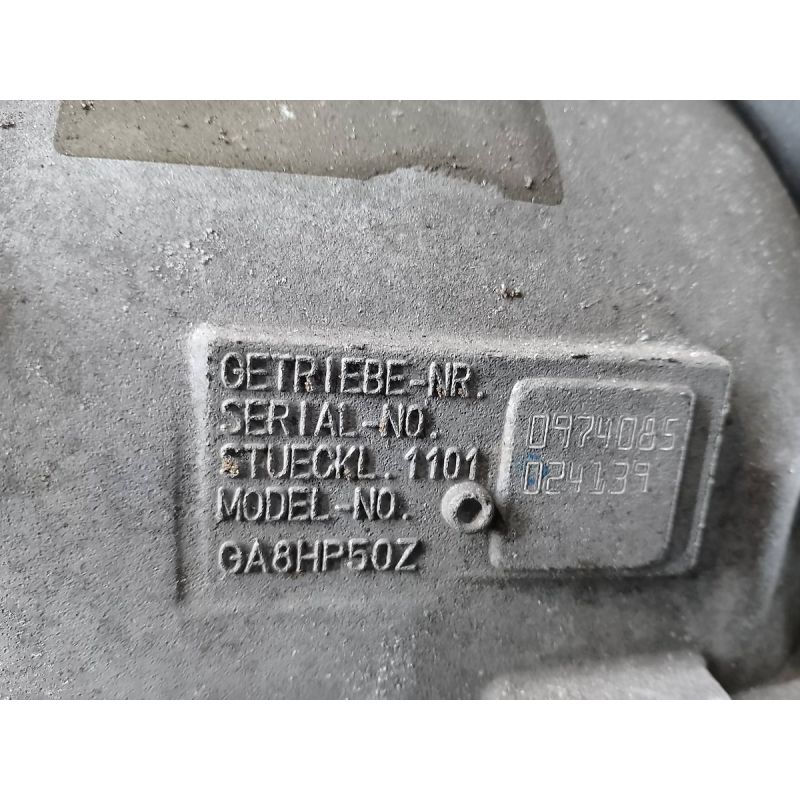 GETRIEBE-NR.
SERIAL-NO. 0974085
STUECKL.1101 024139
MODEL-NO.
GA8HP50Z